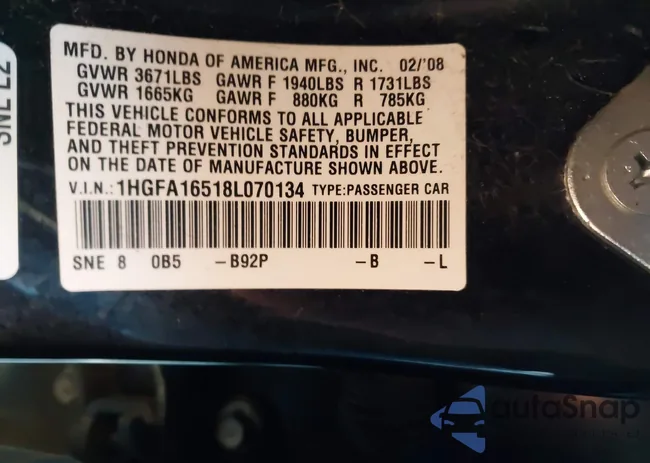 MFD. BY HONDA OF AMERICA MFG., INC. 02/'08
GVWR 3671LBS GAWR F 1940LBS R 1731LBS
GVWR 1665KG GAWR F 880KG R 785KG
THIS VEHICLE CONFORMS TO ALL APPLICABLE
FEDERAL MOTOR VEHICLE SAFETY, BUMPER,
AND THEFT PREVENTION STANDARDS IN EFFECT
ON THE DATE OF MANUFACTURE SHOWN ABOVE.
V.I.N.: 1HGFA16518L070134 TYPE:PASSENGER CAR
SNE 8 0B5 -B92P -B -L
SNE L2
autoSnap